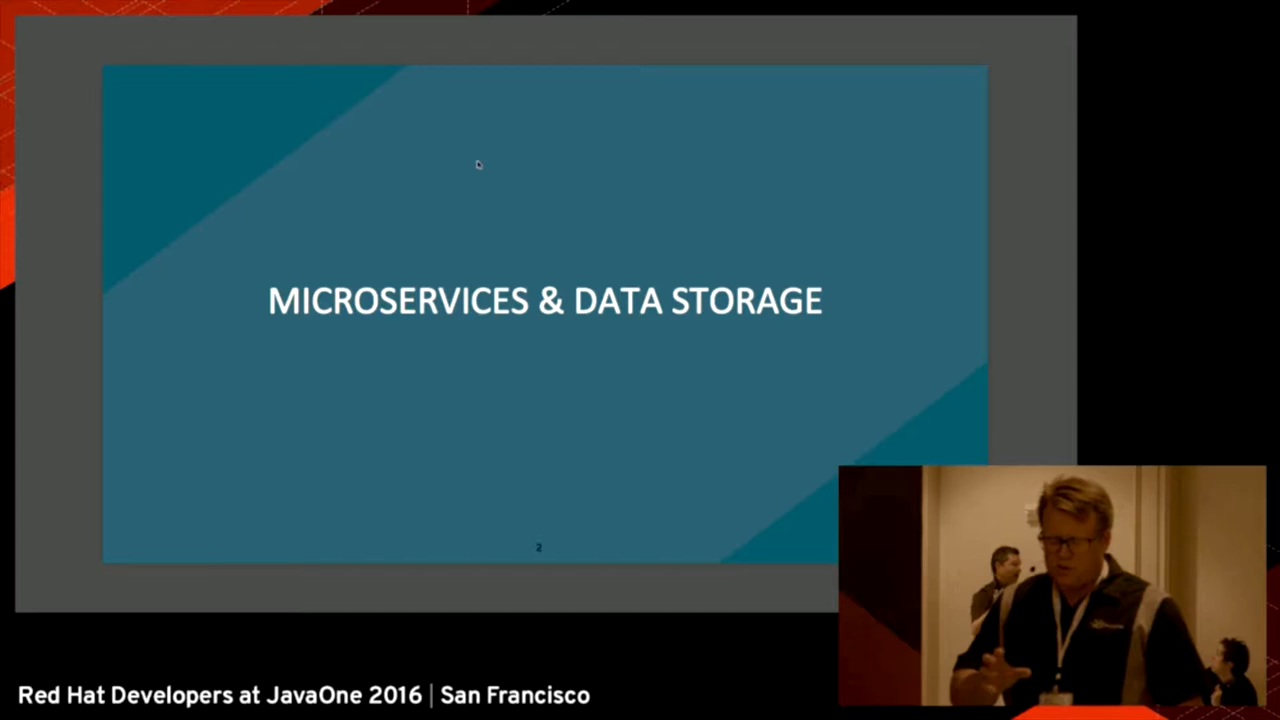 MICROSERVICES & DATA STORAGE
2
Red Hat Developers at JavaOne 2016 | San Francisco